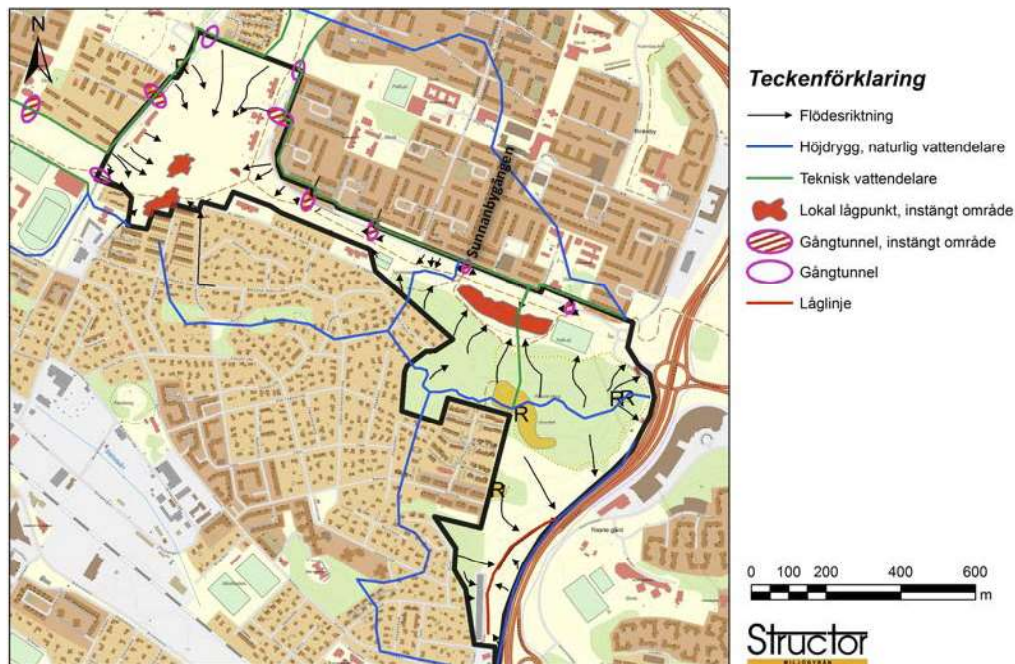 N
R
Sunnanbygången
R
R
R
R
Teckenförklaring
Flödesriktning
Höjdrygg, naturlig vattendelare
Teknisk vattendelare
Lokal lågpunkt, instängt område
Gångtunnel, instängt område
Gångtunnel
Låglinje
0 100 200 400 600
m
Structor
MILJÖBYRÅN